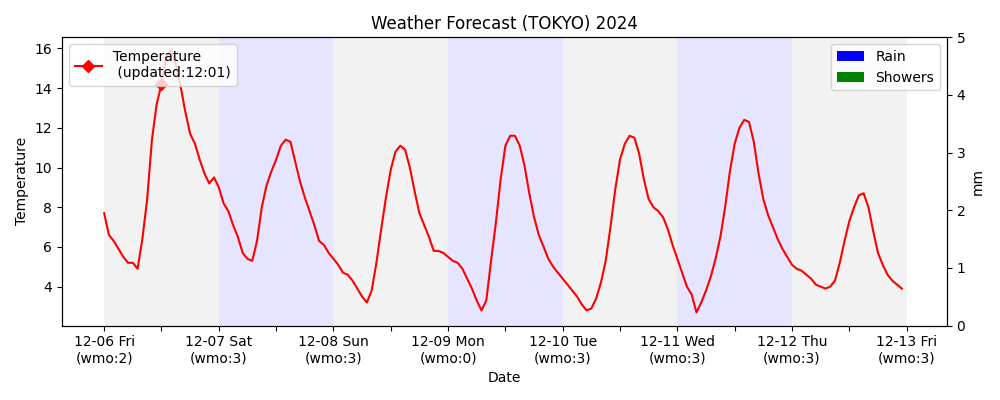 Weather Forecast (TOKYO) 2024
Temperature
(updated:12:01)
Rain
Showers
16
14
12
10
8
6
4
Temperature
5
4
3
2
1
0
mm
12-06 Fri 12-07 Sat 12-08 Sun 12-09 Mon 12-10 Tue 12-11 Wed 12-12 Thu 12-13 Fri
(wmo:2) (wmo:3) (wmo:3) (wmo:0) (wmo:3) (wmo:3) (wmo:3) (wmo:3)
Date